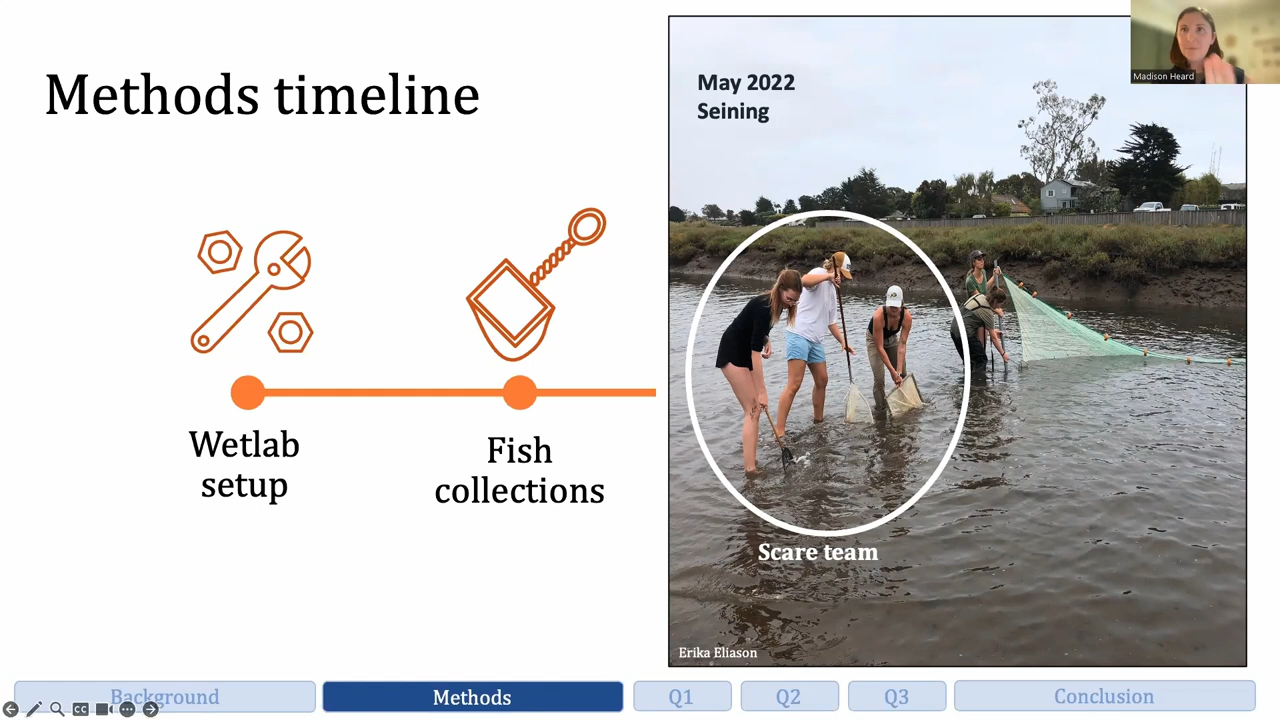 Methods timeline
Wetlab
setup
Fish
collections
May 2022
Seining
Madison Heard
Scare team
Erika Eliason
Background
Methods
Q1
Q2
Q3
Conclusion
CC